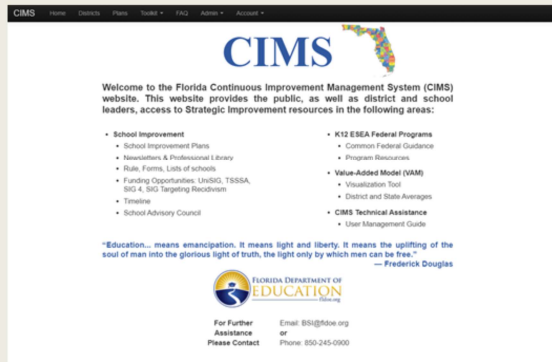 CIMS Home Districts Plans Toolkit FAQ Admin Account
CIMS
Welcome to the Florida Continuous Improvement Management System (CIMS)
website. This website provides the public, as well as district and school
leaders, access to Strategic Improvement resources in the following areas:
• School Improvement
• School Improvement Plans
• Newsletters & Professional Library
• Rule, Forms, Lists of schools
• Funding Opportunities: UniSIG, TSSSA,
SIG 4, SIG Targeting Recidivism
• Timeline
• School Advisory Council
• K12 ESEA Federal Programs
• Common Federal Guidance
• Program Resources
• Value-Added Model (VAM)
• Visualization Tool
• District and State Averages
• CIMS Technical Assistance
• User Management Guide
“Education... means emancipation. It means light and liberty. It means the uplifting of the
soul of man into the glorious light of truth, the light only by which men can be free.”
— Frederick Douglas
FLORIDA DEPARTMENT OF
EDUCATION
fldoe.org
For Further
Assistance
Please Contact
Email: BSI@fldoe.org
or
Phone: 850-245-0900